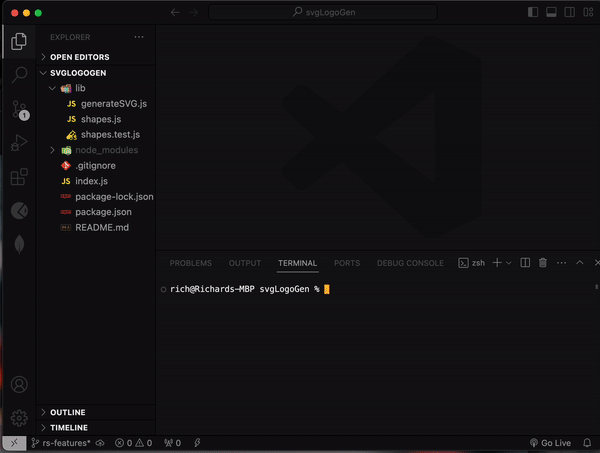 svgLogoGen
EXPLORER
OPEN EDITORS
SVGLOGOGEN
lib
JS generateSVG.js
JS shapes.js
shapes.test.js
node_modules
.gitignore
JS index.js
package-lock.json
package.json
README.md
1
PROBLEMS OUTPUT TERMINAL PORTS DEBUG CONSOLE zsh
rich@Richards-MBP svgLogoGen %
OUTLINE
TIMELINE
rs-features* 0 0 0 Go Live